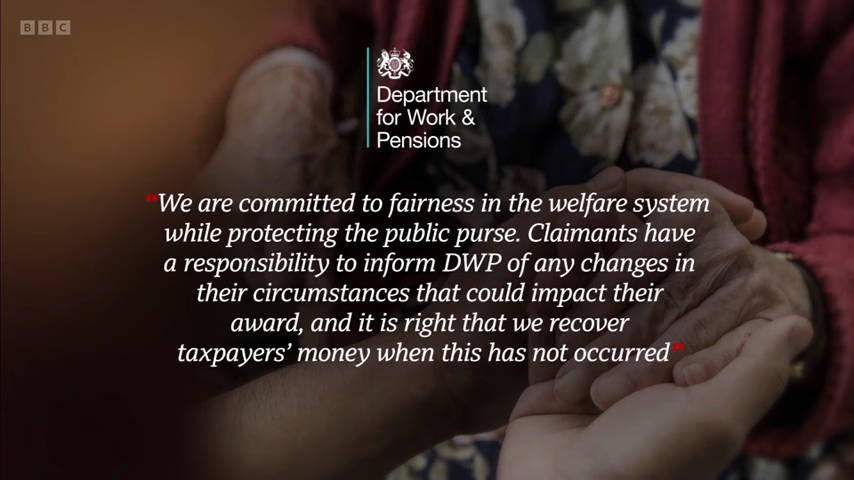 BBC
Department
for Work &
Pensions
“We are committed to fairness in the welfare system
while protecting the public purse. Claimants have
a responsibility to inform DWP of any changes in
their circumstances that could impact their
award, and it is right that we recover
taxpayers’ money when this has not occurred”